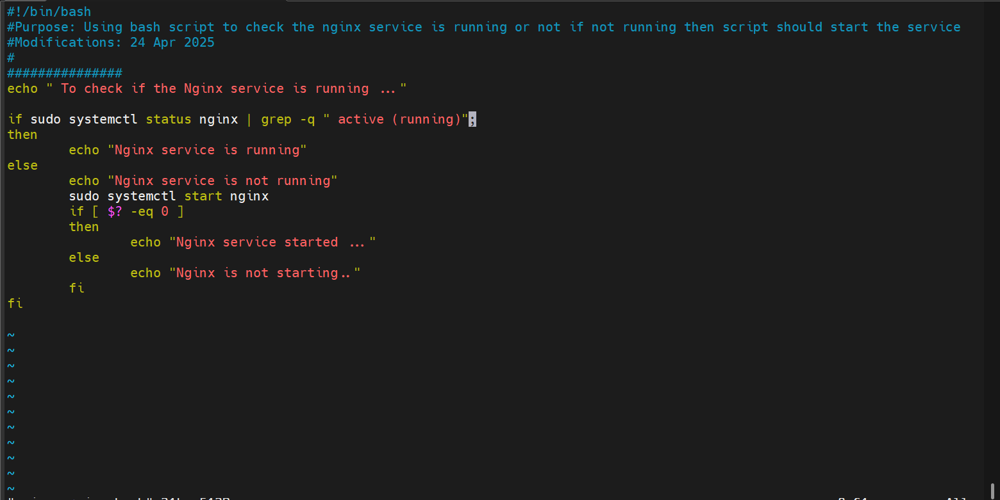 #!/bin/bash
#Purpose: Using bash script to check the nginx service is running or not if not running then script should start the service
#Modifications: 24 Apr 2025
#
###############
echo " To check if the Nginx service is running ..."
if sudo systemctl status nginx | grep -q " active (running)";
then
echo "Nginx service is running"
else
echo "Nginx service is not running"
sudo systemctl start nginx
if [ $? -eq 0 ]
then
echo "Nginx service started ..."
else
echo "Nginx is not starting.."
fi
fi
~
~
~
~
~
~
~
~
~
~
~